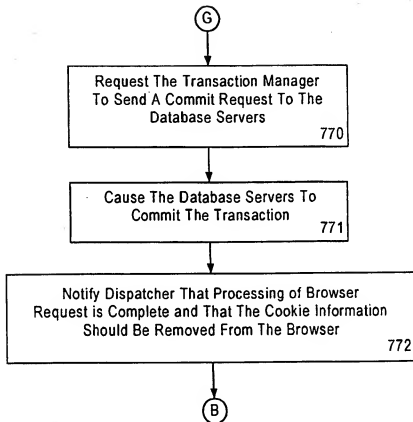 G
Request The Transaction Manager
To Send A Commit Request To The
Database Servers
770
Cause The Database Servers To
Commit The Transaction
771
Notify Dispatcher That Processing of Browser
Request is Complete and That The Cookie Information
Should Be Removed From The Browser
772
B